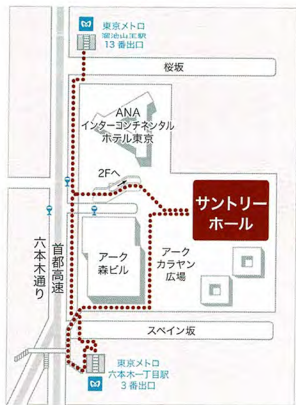 東京メトロ
溜池山王駅
13番出口
桜坂
ANA
インターコンチネンタル
ホテル東京
2Fへ
サントリー
ホール
アーク
森ビル
アーク
カラヤン
広場
首都高速
六本木通り
スペイン坂
東京メトロ
六本木一丁目駅
3番出口